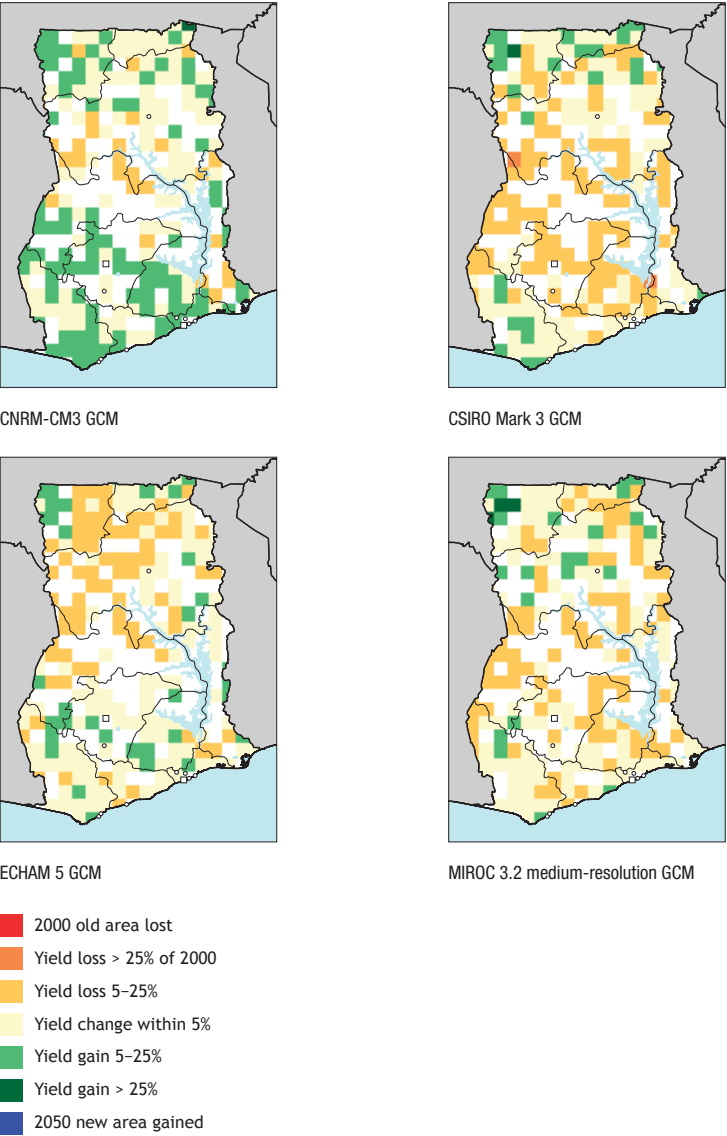 CNRM-CM3 GCM
CSIRO Mark 3 GCM
ECHAM 5 GCM
MIROC 3.2 medium-resolution GCM
2000 old area lost
Yield loss > 25% of 2000
Yield loss 5–25%
Yield change within 5%
Yield gain 5–25%
Yield gain > 25%
2050 new area gained